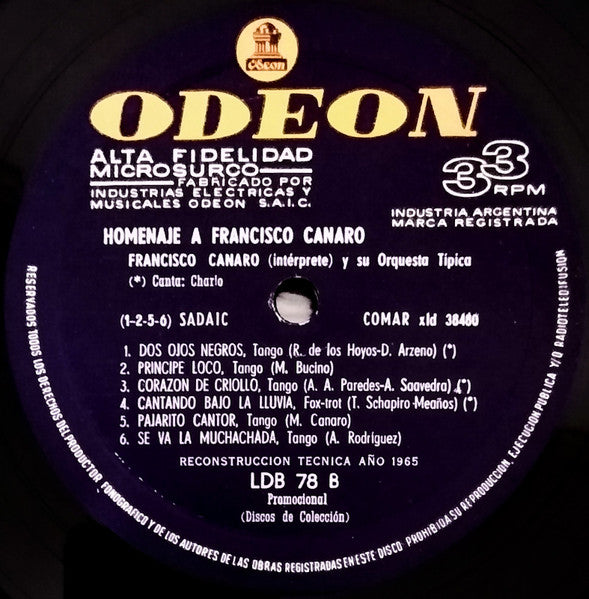 Odeon
ODEON
ALTA FIDELIDAD
MICROSURCO
FABRICADO POR
INDUSTRIAS ELECTRICAS Y
MUSICALES ODEON S.A.I.C.
33
RPM
INDUSTRIA ARGENTINA
MARCA REGISTRADA
HOMENAJE A FRANCISCO CANARO
FRANCISCO CANARO (intérprete) y su Orquesta Típica
(*) Canta: Charlo
(1-2-5-6) SADAIC COMAR xld 38480
1. DOS OJOS NEGROS, Tango (R. de los Hoyos-D. Arzeno) (*)
2. PRINCIPE LOCO, Tango (M. Bucino)
3. CORAZON DE CRIOLLO, Tango (A. A. Paredes-A. Saavedra) (*)
4. CANTANDO BAJO LA LLUVIA, Fox-trot (T. Schapiro-Meaños) (*)
5. PAJARITO CANTOR, Tango (M. Canaro)
6. SE VA LA MUCHACHADA, Tango (A. Rodríguez)
RECONSTRUCCION TECNICA AÑO 1965
LDB 78 B
Promocional
(Discos de Colección)
RESERVADOS TODOS LOS DERECHOS DEL PRODUCTOR FONOGRAFICO Y DE LOS AUTORES DE LAS OBRAS REGISTRADAS EN ESTE DISCO. PROHIBIDA SU REPRODUCCION, EJECUCION PUBLICA Y/O RADIOTELEDIFUSION